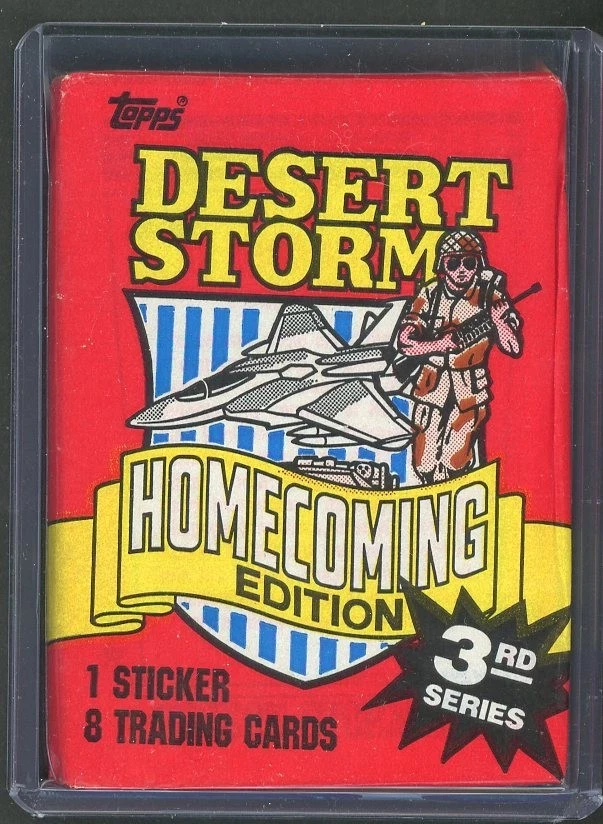 Topps®
DESERT
STORM
HOMECOMING
EDITION
3RD
SERIES
1 STICKER
8 TRADING CARDS